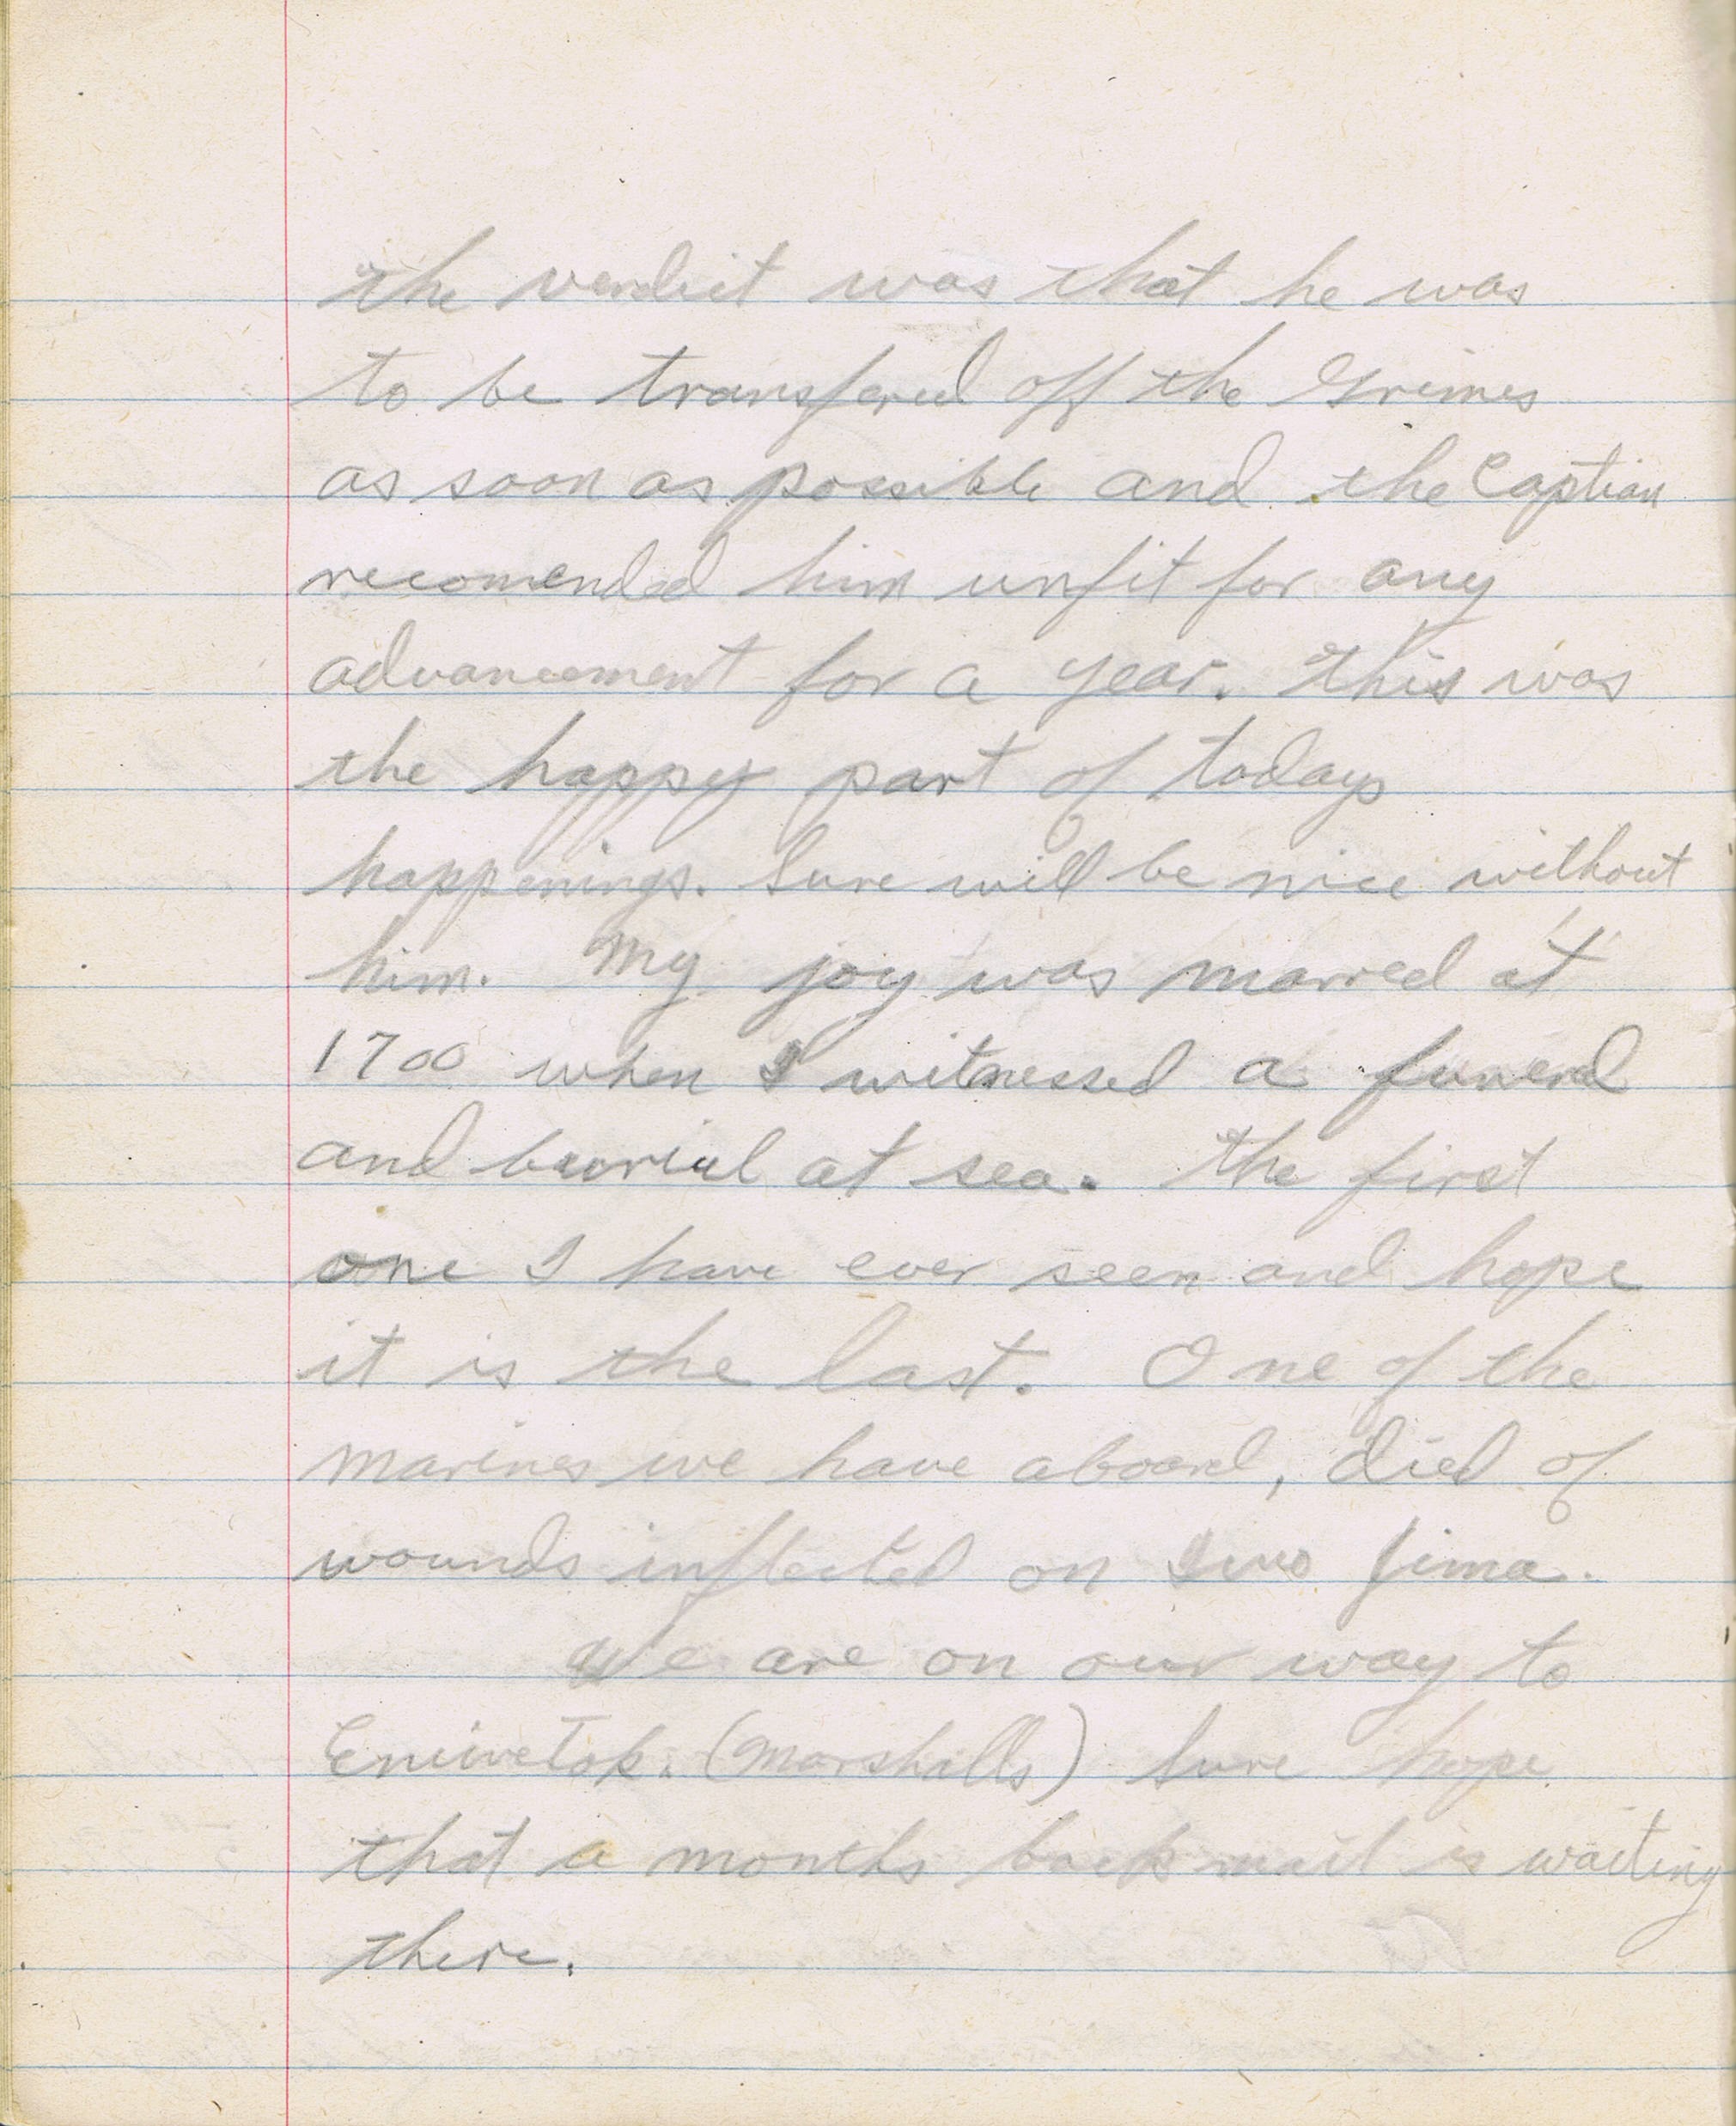 the verdict was that he was
to be transfered off the Grimes
as soon as possible and the Captian
recomended him unfit for any
advancement for a year. This was
the happy part of todays
happenings. Sure will be nice without
him. My joy was marred at
1700 when I witnessed a funeral
and burial at sea. The first
one I have ever seen and hope
it is the last. One of the
marines we have aboard, died of
wounds inflected on Iwo Jima.
We are on our way to
Eniwetok. (Marshalls) Sure hope
that a months back mail is waiting
there.